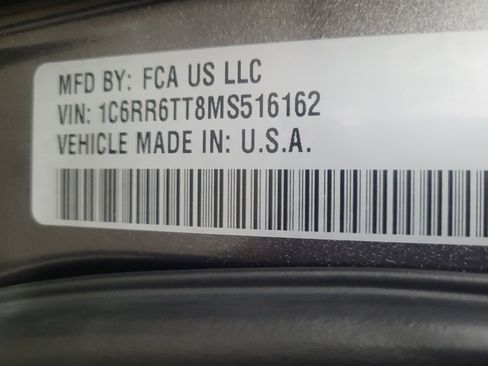 MFD BY: FCA US LLC
VIN: 1C6RR6TT8MS516162
VEHICLE MADE IN: U.S.A.